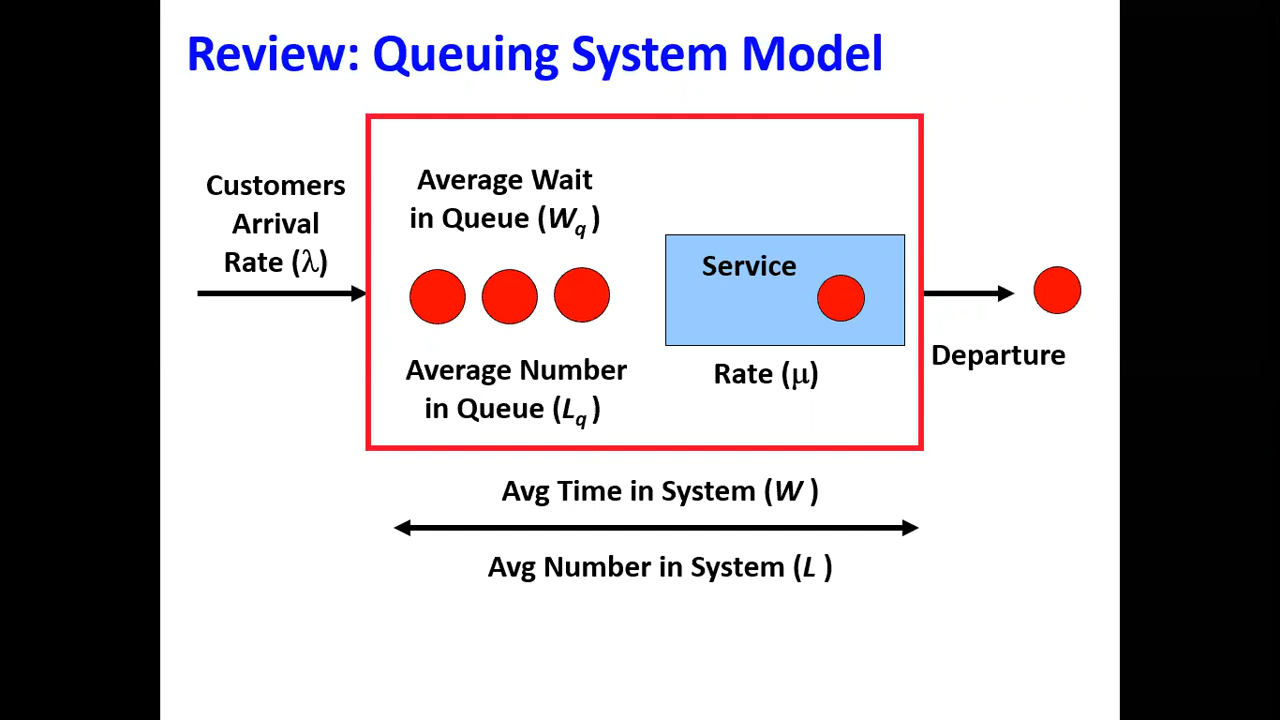 Review: Queuing System Model
Customers
Arrival
Rate (λ)
Average Wait
in Queue (Wq )
Service
Average Number
in Queue (Lq )
Rate (μ)
Departure
Avg Time in System (W )
Avg Number in System (L )